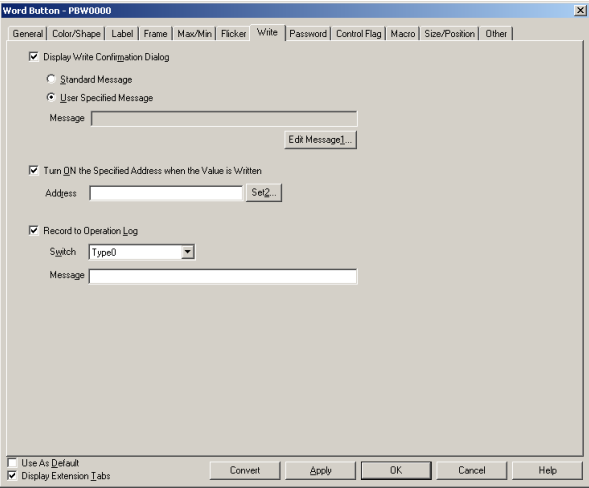 Word Button - PBW0000
General Color/Shape Label Frame Max/Min Flicker Write Password Control Flag Macro Size/Position Other
Display Write Confirmation Dialog
Standard Message
User Specified Message
Message
Edit Message1...
Turn ON the Specified Address when the Value is Written
Address Set2...
Record to Operation Log
Switch Type0
Message
Use As Default
Display Extension Tabs
Convert Apply OK Cancel Help